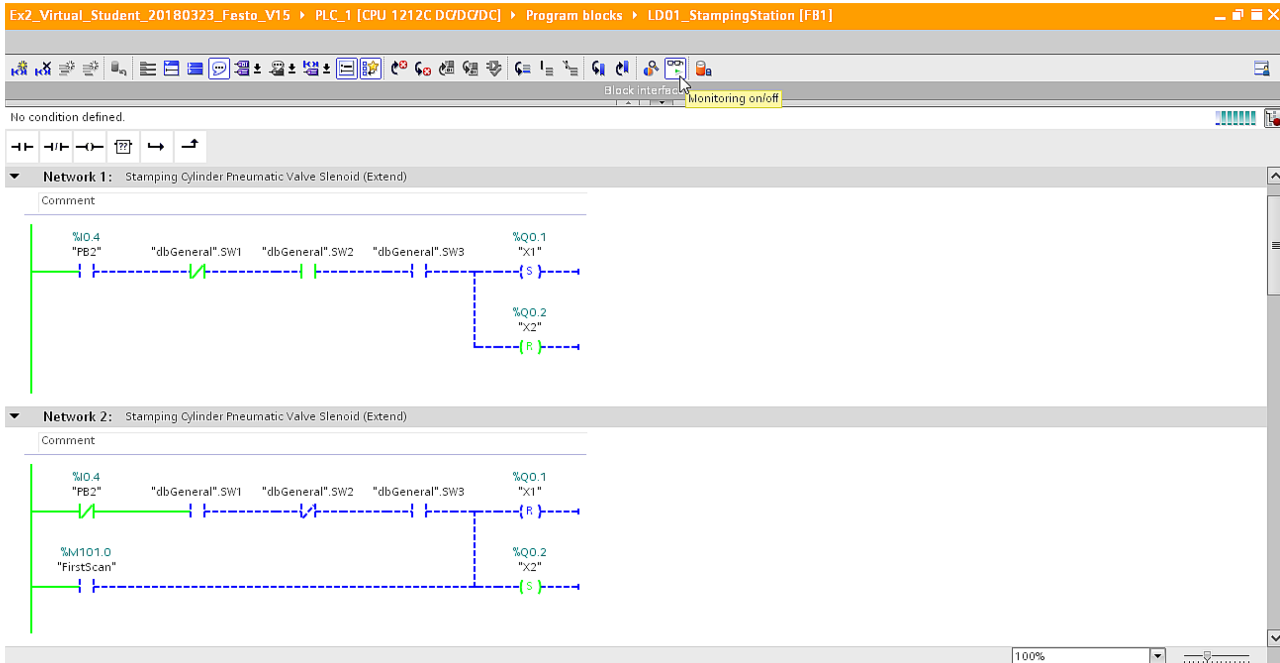 Ex2_Virtual_Student_20180323_Festo_V15 ▸ PLC_1 [CPU 1212C DC/DC/DC] ▸ Program blocks ▸ LD01_StampingStation [FB1]
Block interface
Monitoring on/off
No condition defined.
??
Network 1: Stamping Cylinder Pneumatic Valve Slenoid (Extend)
Comment
%I0.4 %Q0.1
"PB2" "dbGeneral".SW1 "dbGeneral".SW2 "dbGeneral".SW3 "X1"
S
%Q0.2
"X2"
R
Network 2: Stamping Cylinder Pneumatic Valve Slenoid (Extend)
Comment
%I0.4 %Q0.1
"PB2" "dbGeneral".SW1 "dbGeneral".SW2 "dbGeneral".SW3 "X1"
R
%M101.0 %Q0.2
"FirstScan" "X2"
S
100%